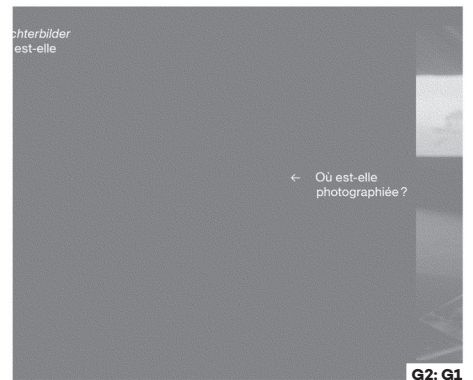 chterbilder
est-elle
← Où est-elle
photographiée ?
G2: G1